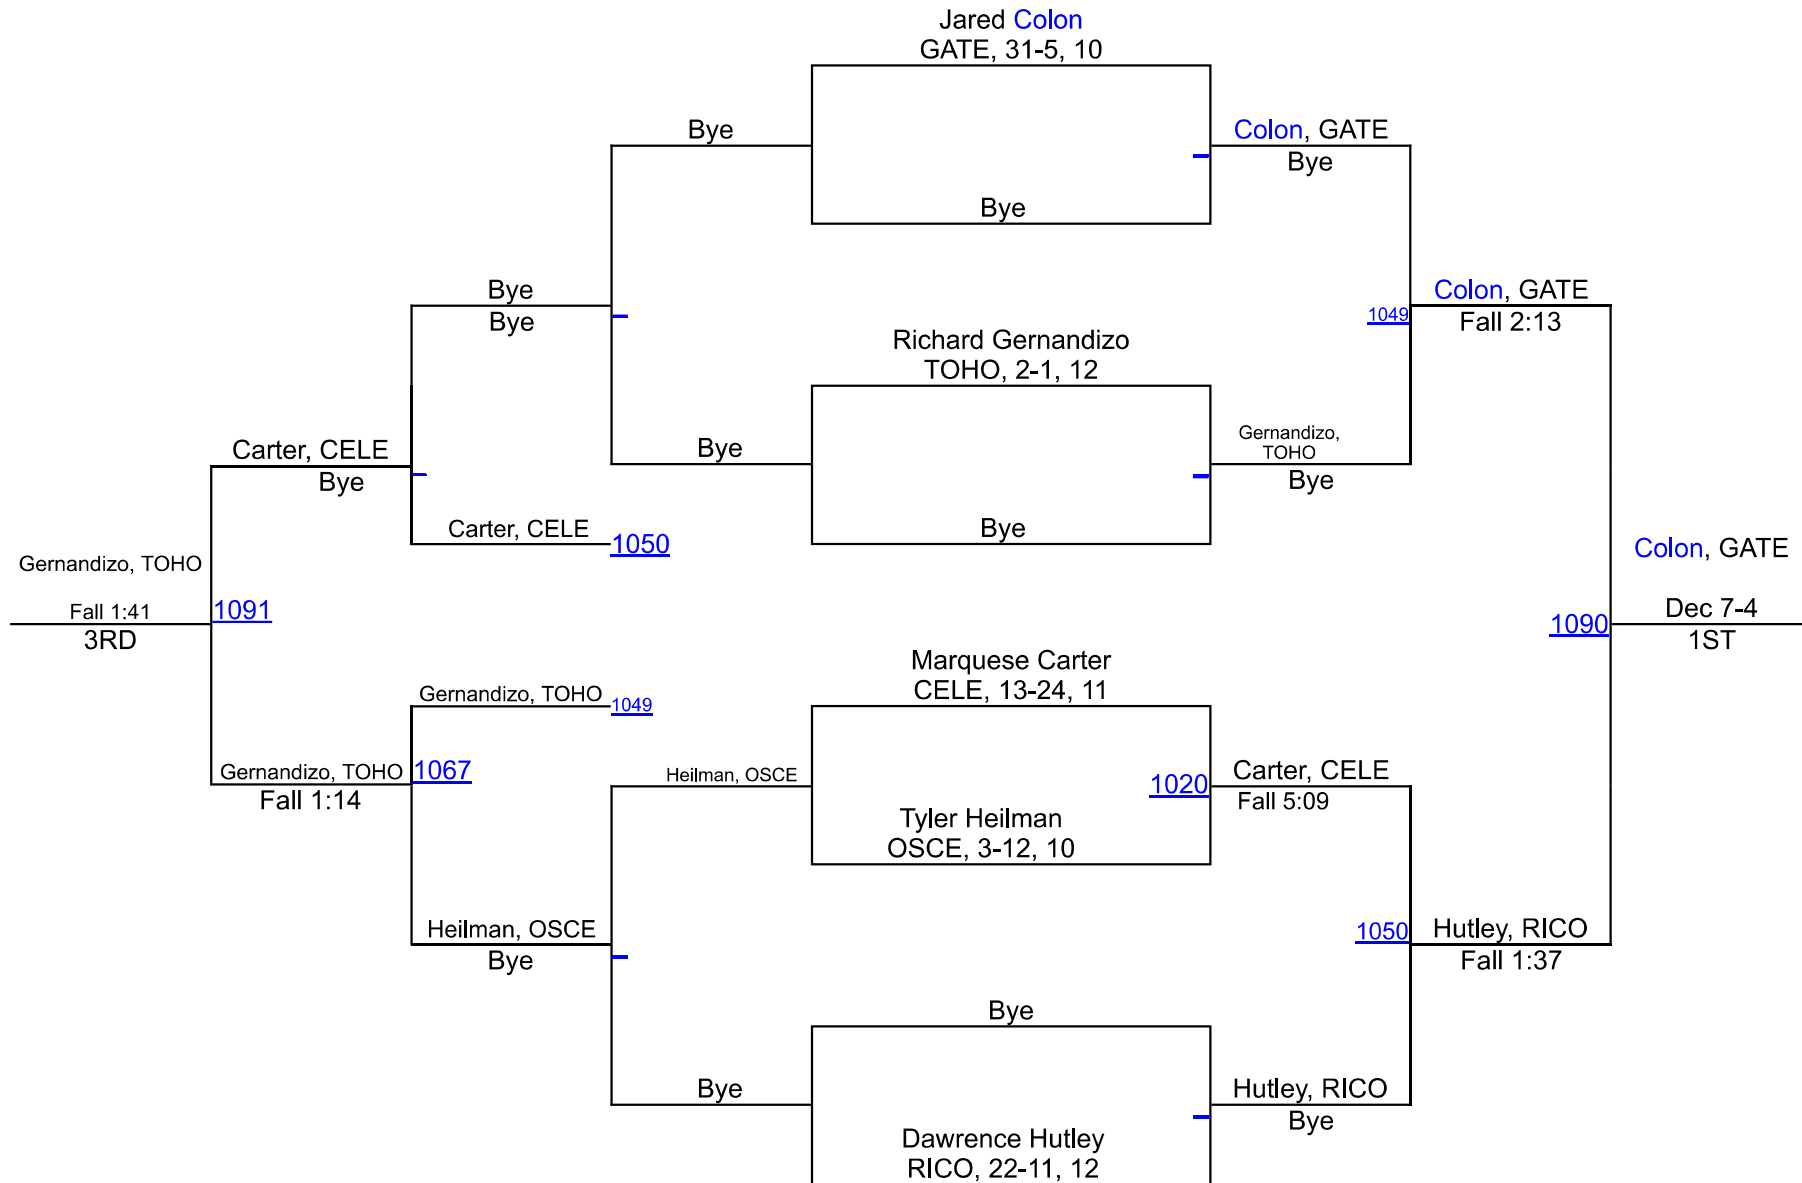 Jared Colon
GATE, 31-5, 10
Bye
Colon, GATE
Bye
Bye
Bye
Bye
Colon, GATE
1049
Fall 2:13
Richard Gernandizo
TOHO, 2-1, 12
Carter, CELE
Bye
Bye
Gernandizo,
TOHO
Bye
Carter, CELE
1050
Bye
Gernandizo, TOHO
Fall 1:41
1091
3RD
Colon, GATE
1090
Dec 7-4
1ST
Marquese Carter
CELE, 13-24, 11
Gernandizo, TOHO
1049
Gernandizo, TOHO
1067
Fall 1:14
Heilman, OSCE
1020
Carter, CELE
Fall 5:09
Tyler Heilman
OSCE, 3-12, 10
Heilman, OSCE
Bye
1050
Hutley, RICO
Fall 1:37
Bye
Bye
Hutley, RICO
Bye
Dawrence Hutley
RICO, 22-11, 12